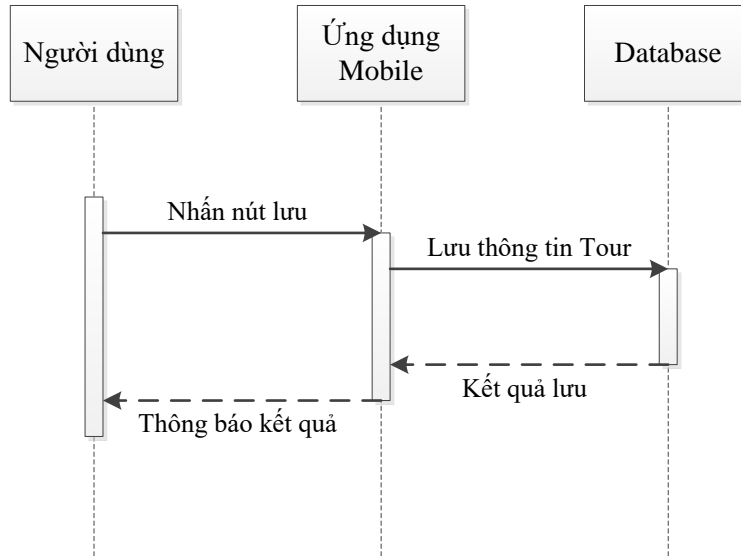 Người dùng
Ứng dụng
Mobile
Database
Nhấn nút lưu
Lưu thông tin Tour
Kết quả lưu
Thông báo kết quả